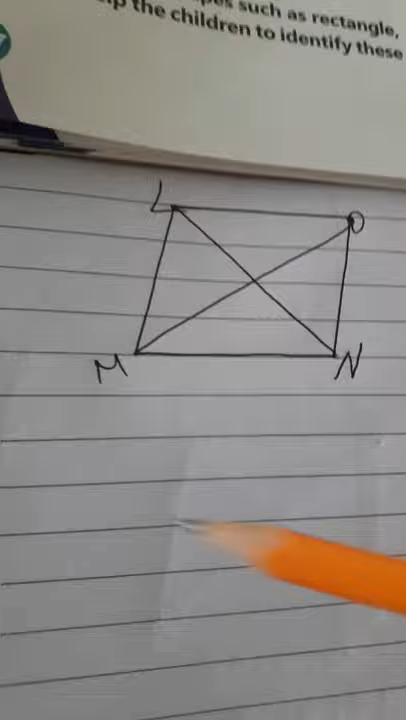 such as rectangle,
the children to identify these
L
O
M
N